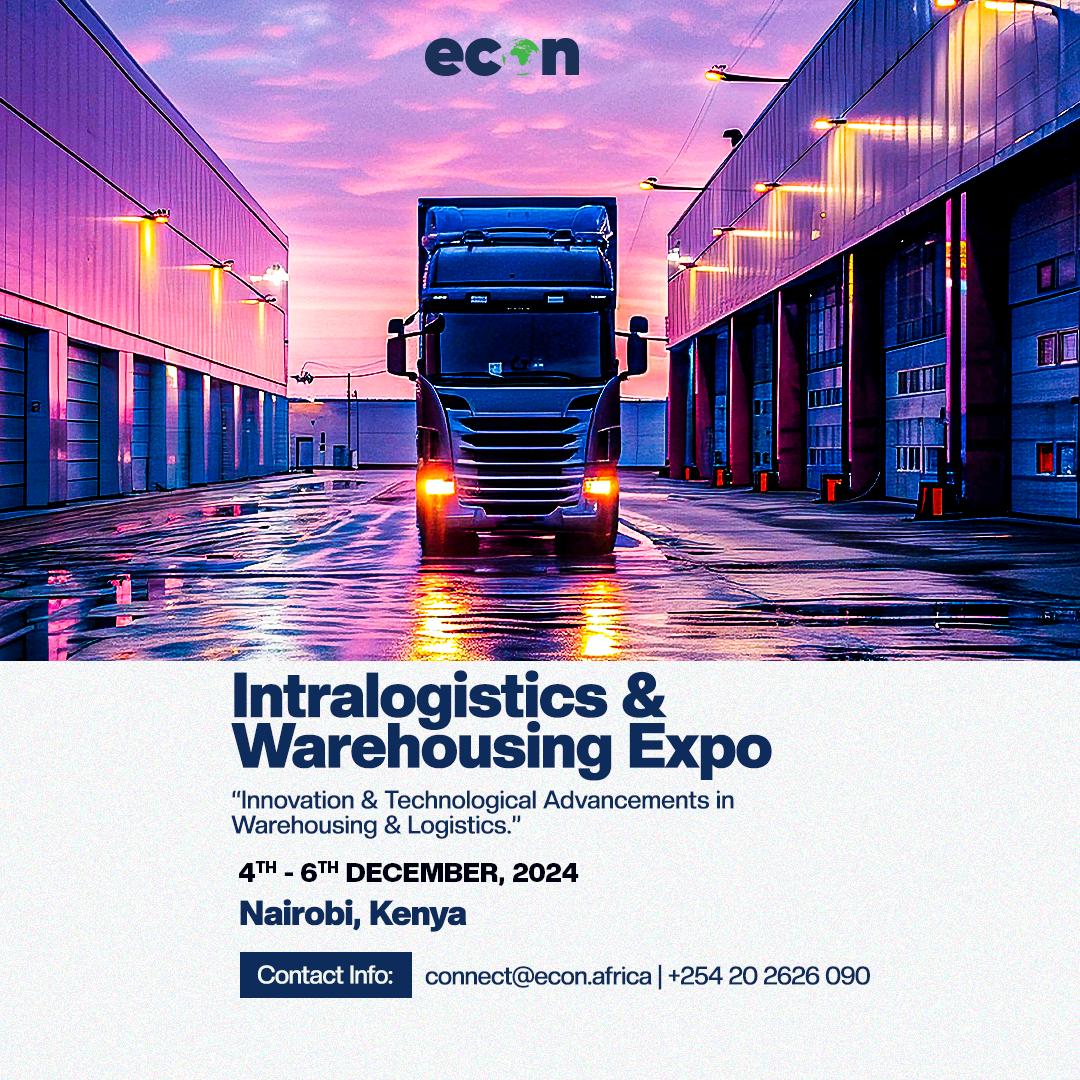 econ
Intralogistics &
Warehousing Expo
“Innovation & Technological Advancements in
Warehousing & Logistics.”
4TH - 6TH DECEMBER, 2024
Nairobi, Kenya
Contact Info: connect@econ.africa | +254 20 2626 090